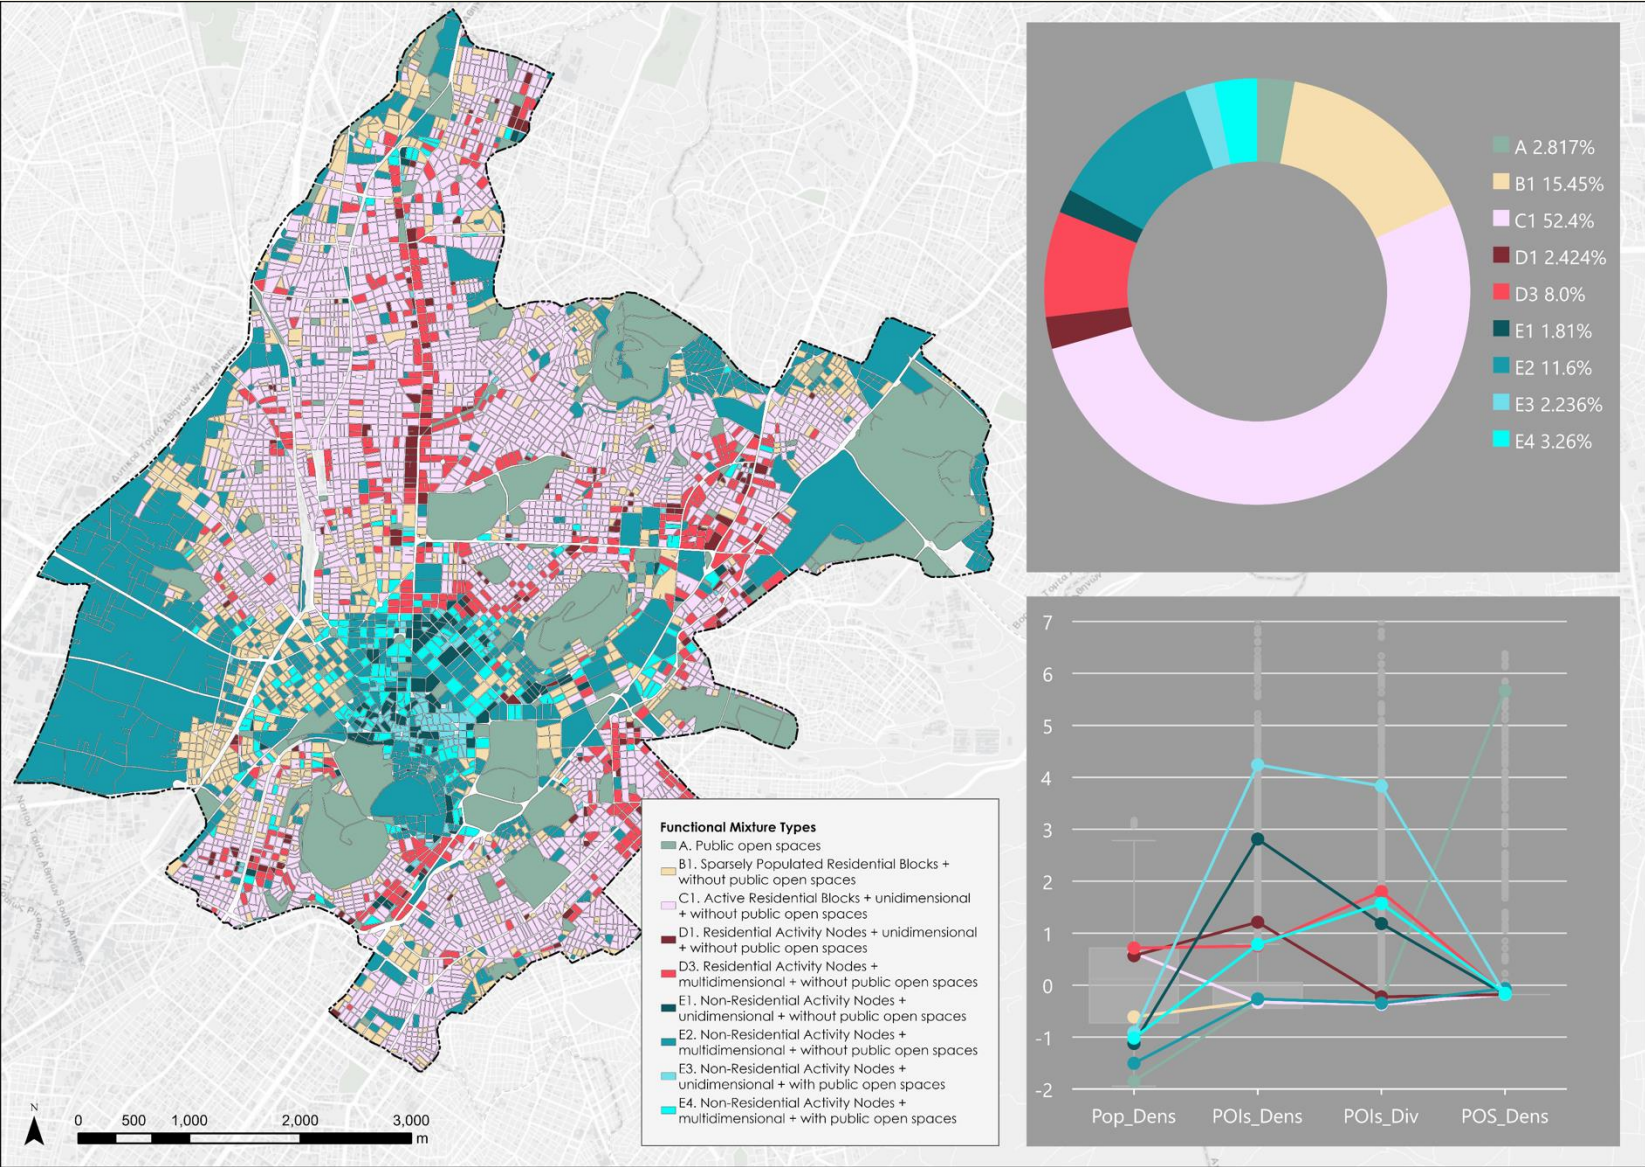 A 2.817%
B1 15.45%
C1 52.4%
D1 2.424%
D3 8.0%
E1 1.81%
E2 11.6%
E3 2.236%
E4 3.26%
7
6
5
4
3
2
1
0
-1
-2
Pop_Dens
POIs_Dens
POIs_Div
POS_Dens
Functional Mixture Types
A. Public open spaces
B1. Sparsely Populated Residential Blocks +
without public open spaces
C1. Active Residential Blocks + unidimensional
+ without public open spaces
D1. Residential Activity Nodes + unidimensional
+ without public open spaces
D3. Residential Activity Nodes +
multidimensional + without public open spaces
E1. Non-Residential Activity Nodes +
unidimensional + without public open spaces
E2. Non-Residential Activity Nodes +
multidimensional + without public open spaces
E3. Non-Residential Activity Nodes +
unidimensional + with public open spaces
E4. Non-Residential Activity Nodes +
multidimensional + with public open spaces
N
0 500 1,000 2,000 3,000
m